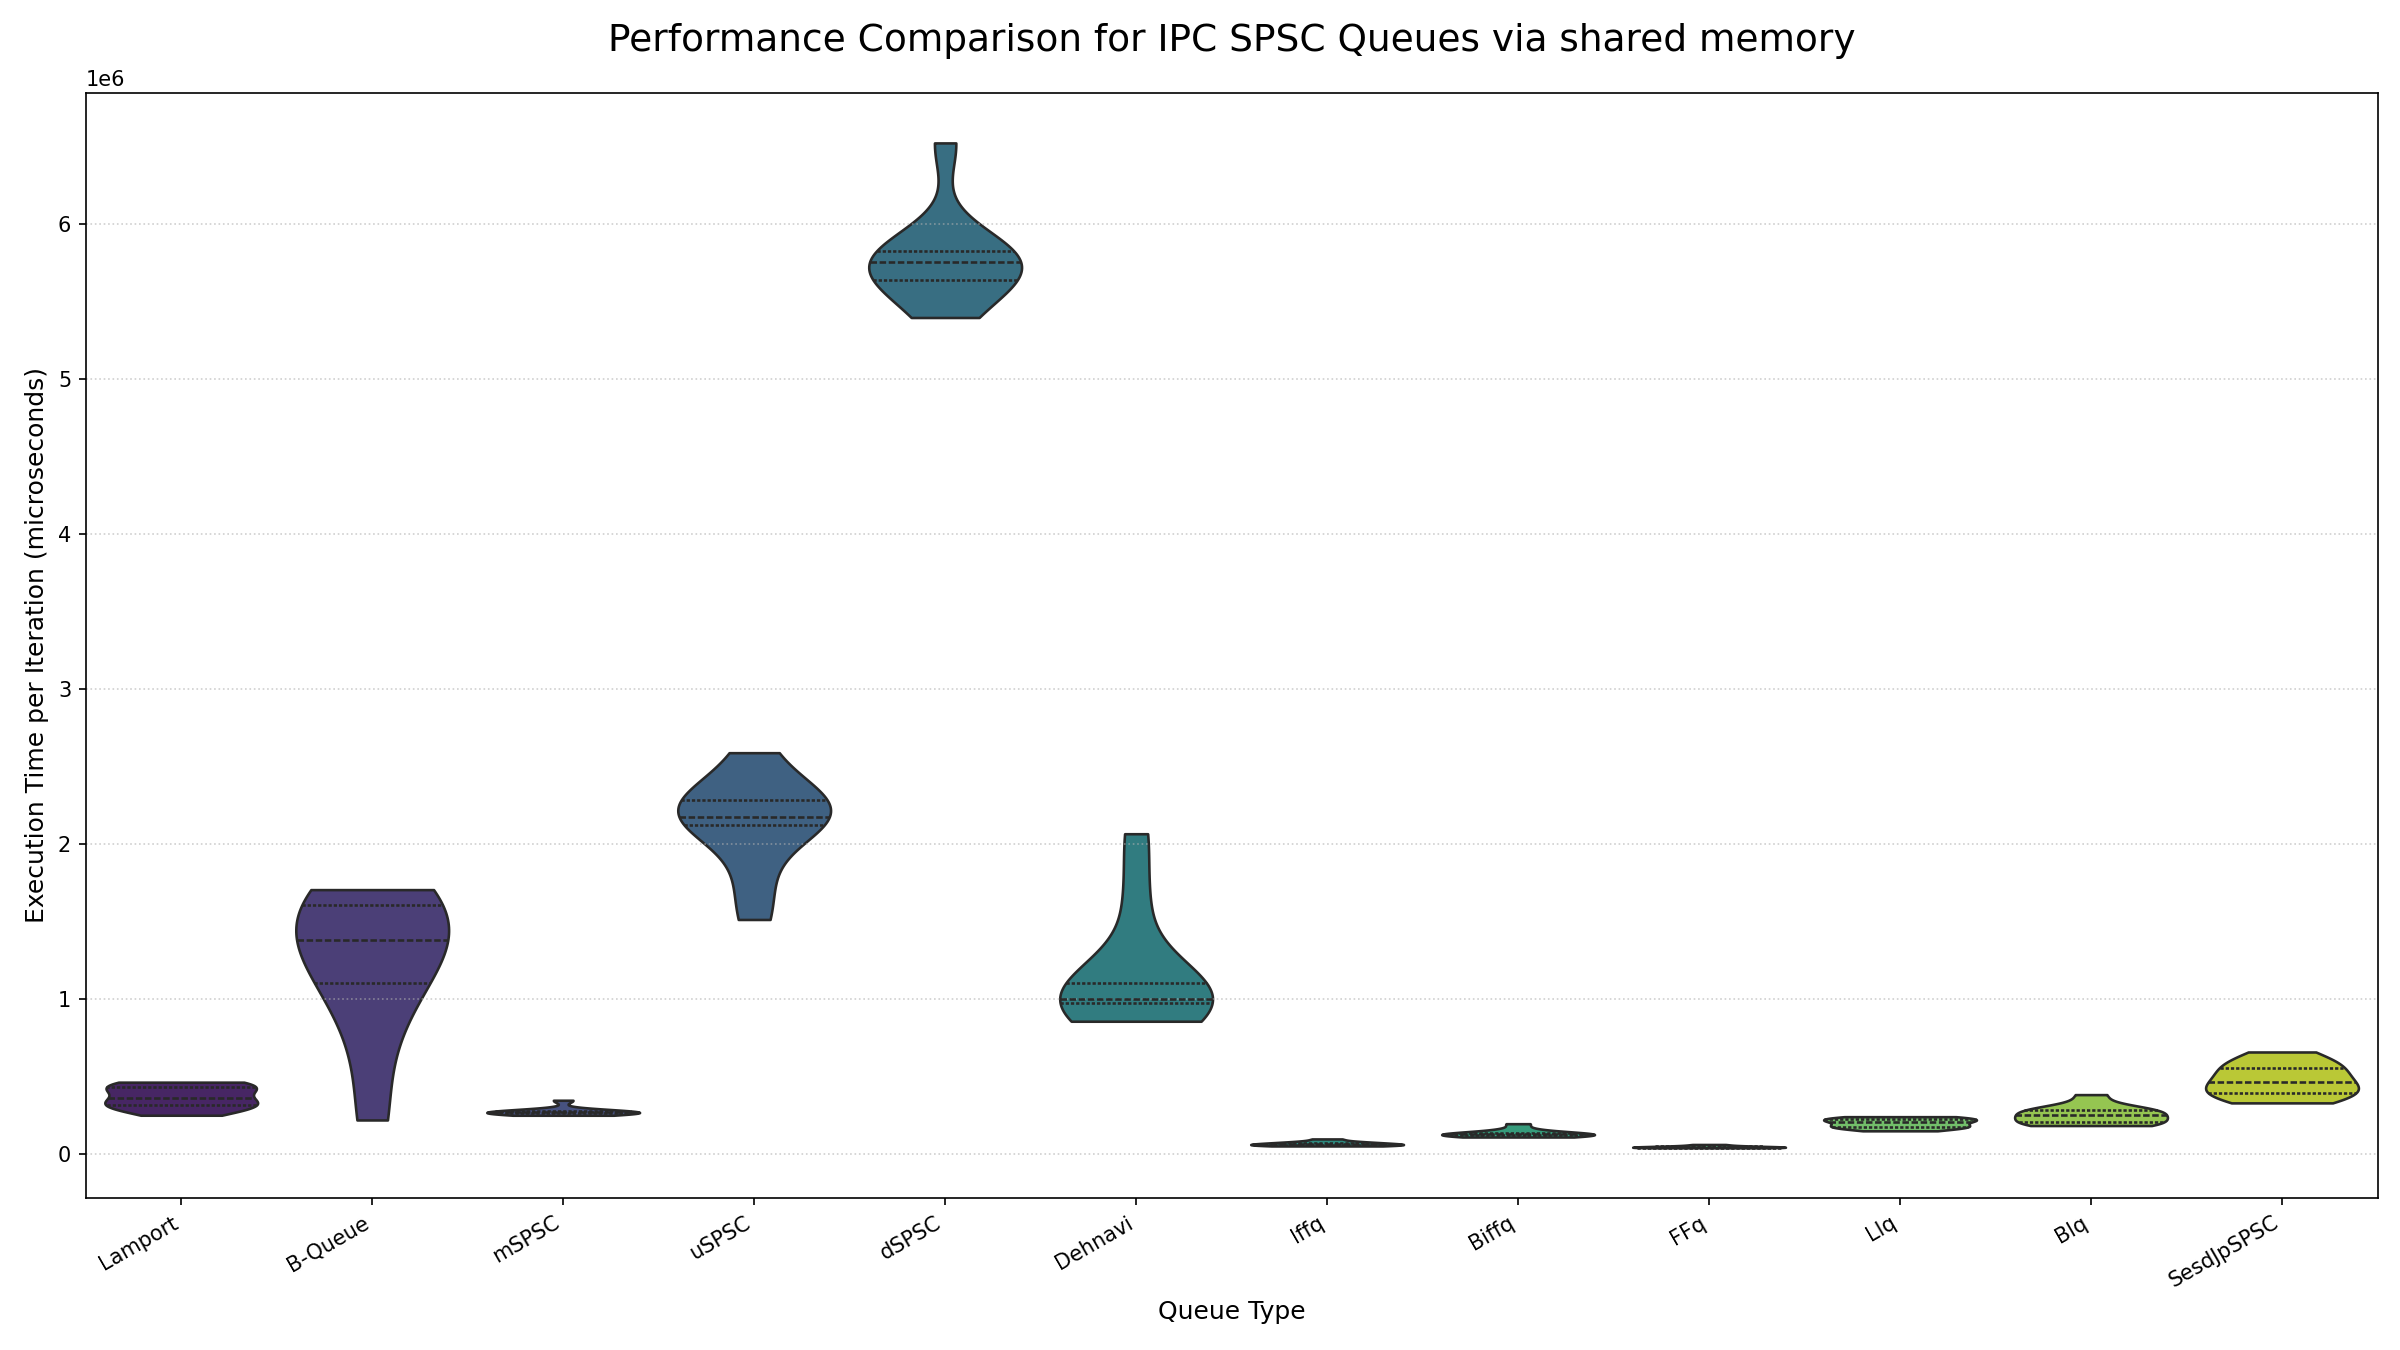 Performance Comparison for IPC SPSC Queues via shared memory
1e6
Execution Time per Iteration (microseconds)
6
5
4
3
2
1
0
Lamport
B-Queue
mSPSC
uSPSC
dSPSC
Dehnavi
Iffq
Biffq
FFq
Llq
Blq
SesdJpSPSC
Queue Type